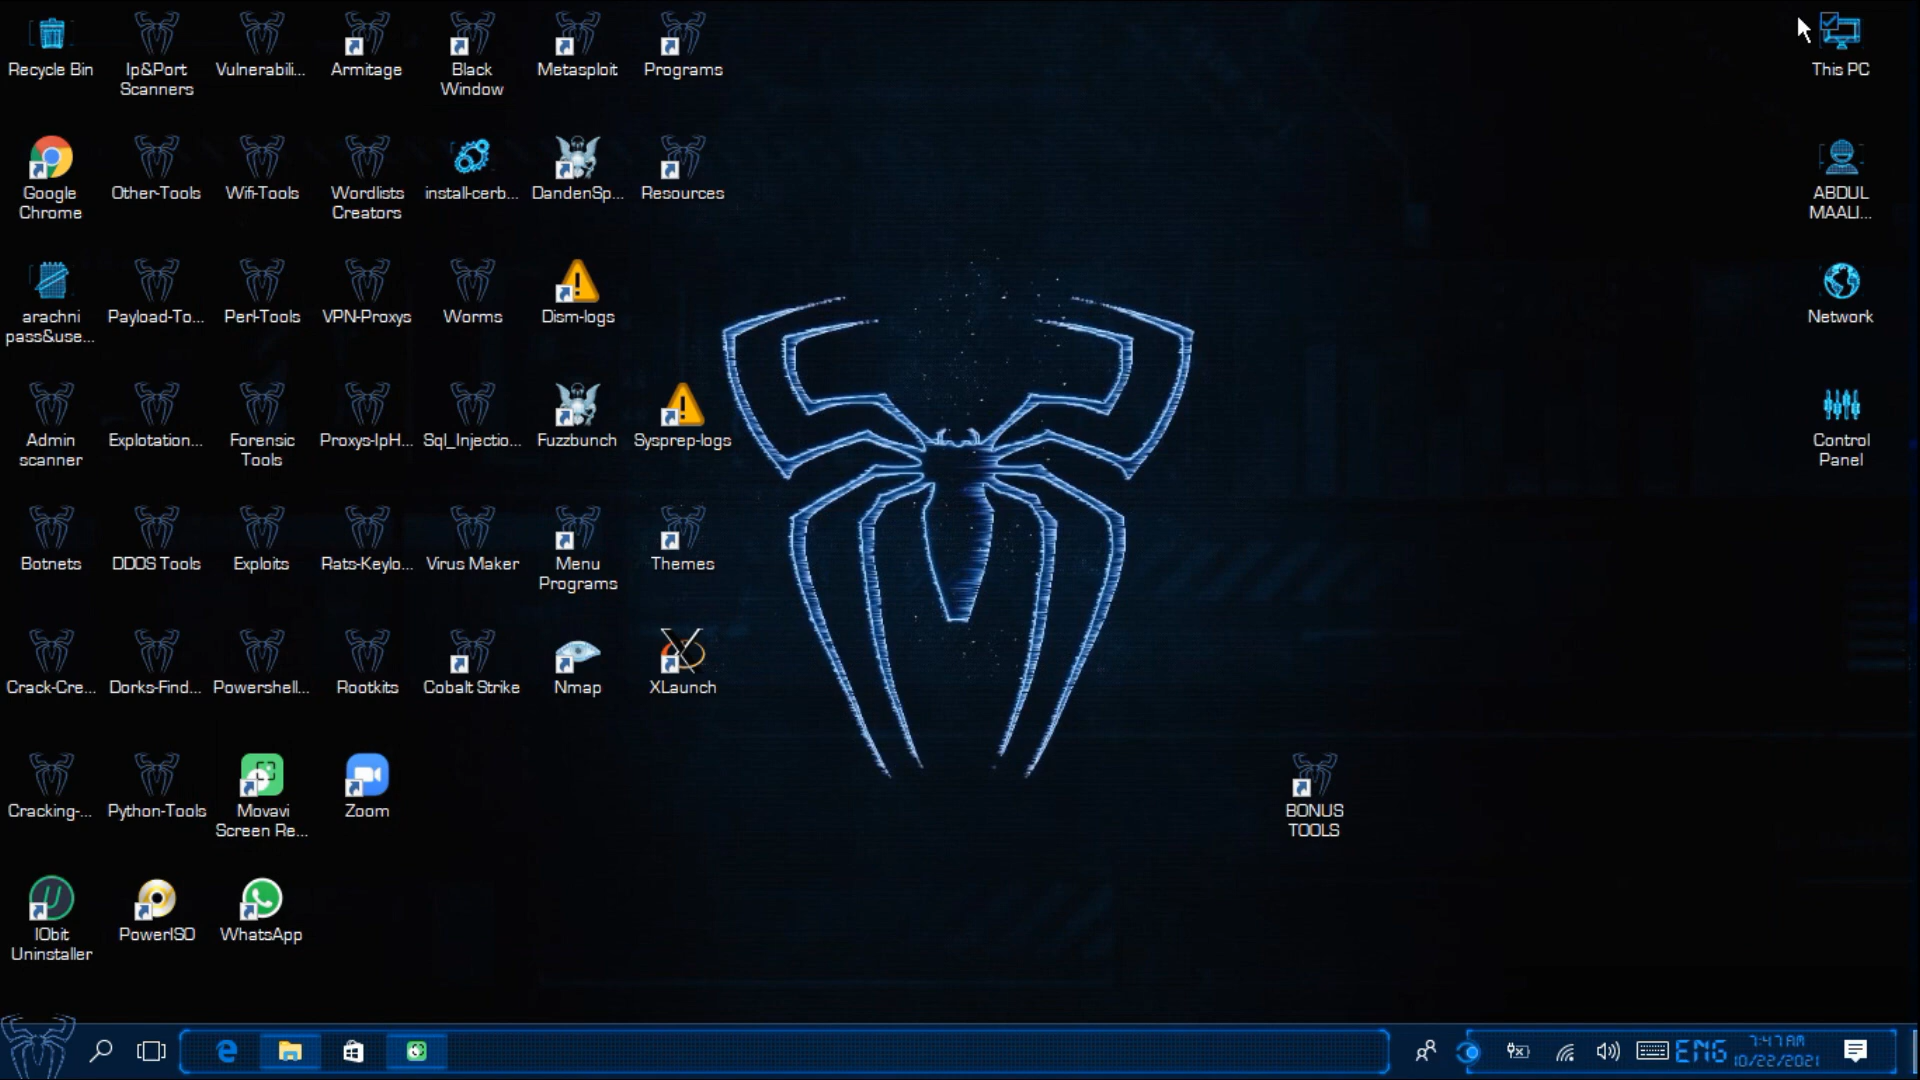 Recycle Bin
Ip&Port
Scanners
Vulnerabili...
Armitage
Black
Window
Metasploit
Programs
This PC
Google
Chrome
Other-Tools
Wifi-Tools
Wordlists
Creators
install-cerb...
DandenSp...
Resources
ABDUL
MAALI...
arachni
pass&use...
Payload-To...
Perl-Tools
VPN-Proxys
Worms
Dism-logs
Network
Admin
scanner
Explotation...
Forensic
Tools
Proxys-IpH...
Sql_Injectio...
Fuzzbunch
Sysprep-logs
Control
Panel
Botnets
DDOS Tools
Exploits
Rats-Keylo...
Virus Maker
Menu
Programs
Themes
Crack-Cre...
Dorks-Find...
Powershell...
Rootkits
Cobalt Strike
Nmap
XLaunch
Cracking-...
Python-Tools
Movavi
Screen Re...
Zoom
BONUS
TOOLS
IObit
Uninstaller
PowerISO
WhatsApp
ENG
7:47 AM
10/22/2021